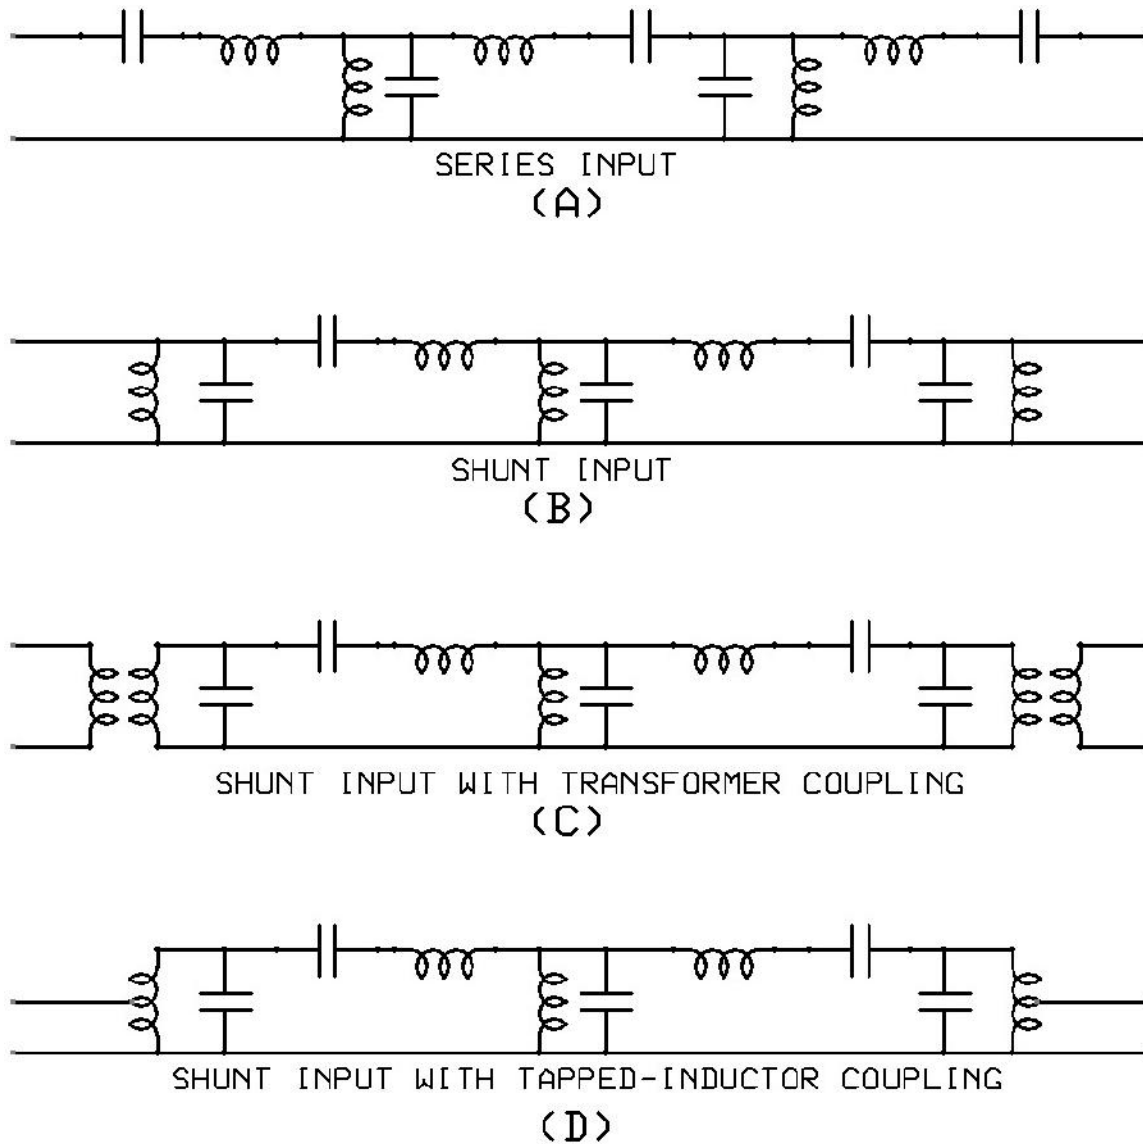 SERIES INPUT
(A)
SHUNT INPUT
(B)
SHUNT INPUT WITH TRANSFORMER COUPLING
(C)
SHUNT INPUT WITH TAPPED-INDUCTOR COUPLING
(D)